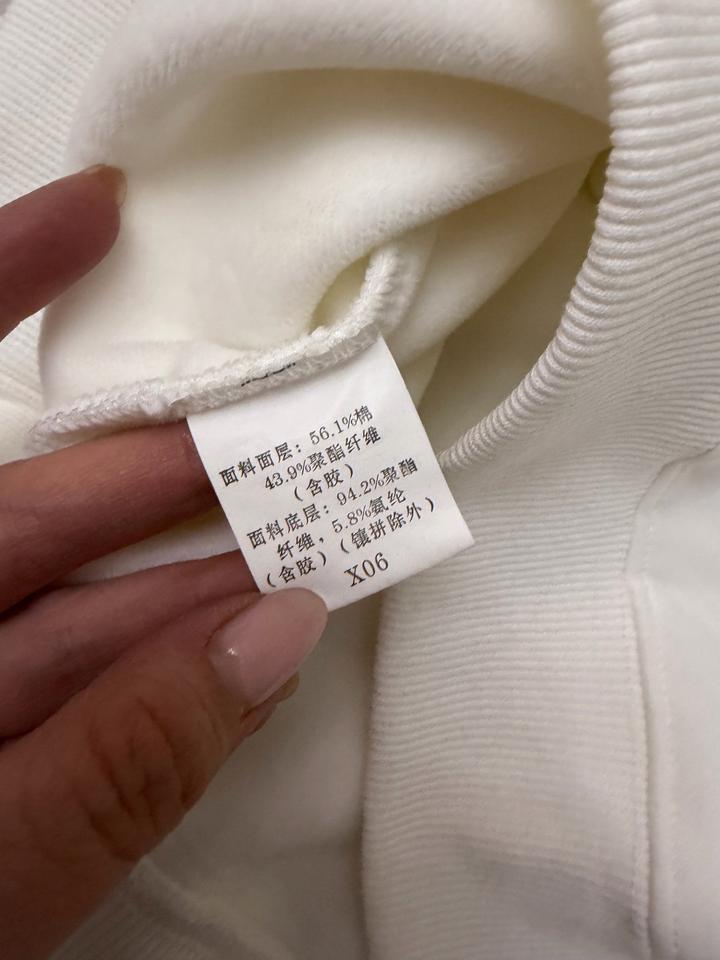 面料面层：56.1%棉
43.9%聚酯纤维
（含胶）
面料底层：94.2%聚酯
纤维，5.8%氨纶
（含胶）（镶拼除外）
X06